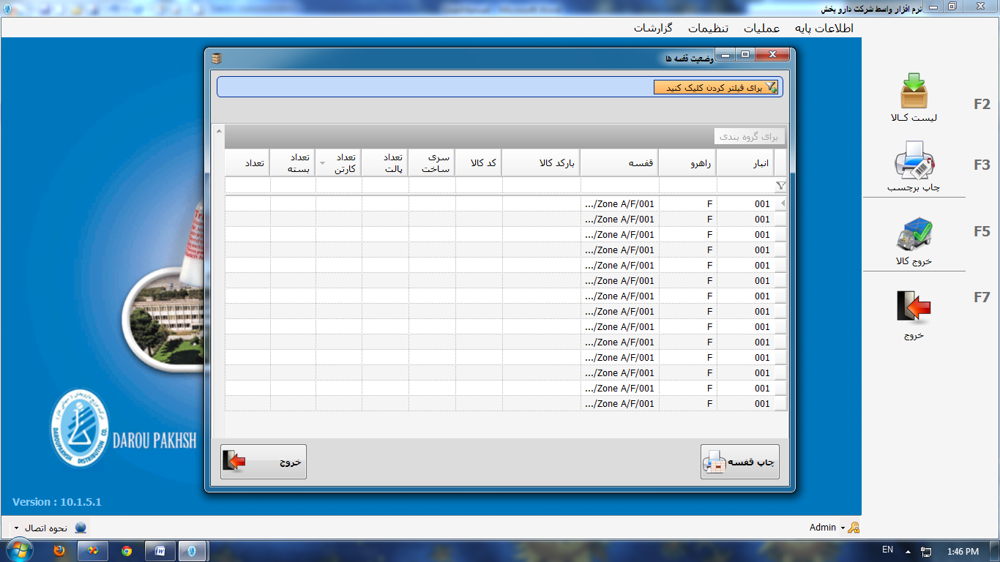 نرم افزار واسط شرکت دارو پخش
اطلاعات پایه
عملیات
تنظیمات
گزارشات
وضعیت قفسه ها
برای فیلتر کردن کلیک کنید
برای گروه بندی
انبار
راهرو
قفسه
بارکد کالا
کد کالا
سری
ساخت
تعداد
پالت
تعداد
کارتن
تعداد
بسته
تعداد
001 F .../Zone A/F/001
001 F .../Zone A/F/001
001 F .../Zone A/F/001
001 F .../Zone A/F/001
001 F .../Zone A/F/001
001 F .../Zone A/F/001
001 F .../Zone A/F/001
001 F .../Zone A/F/001
001 F .../Zone A/F/001
001 F .../Zone A/F/001
001 F .../Zone A/F/001
001 F .../Zone A/F/001
001 F .../Zone A/F/001
001 F .../Zone A/F/001
چاپ قفسه
خروج
F2
لیست کـالا
F3
چاپ برچسب
F5
خروج کالا
F7
خروج
DAROU PAKHSH
DAROUPAKHSH DISTRIBUTION CO.
Version : 10.1.5.1
نحوه اتصال
Admin
EN
1:46 PM